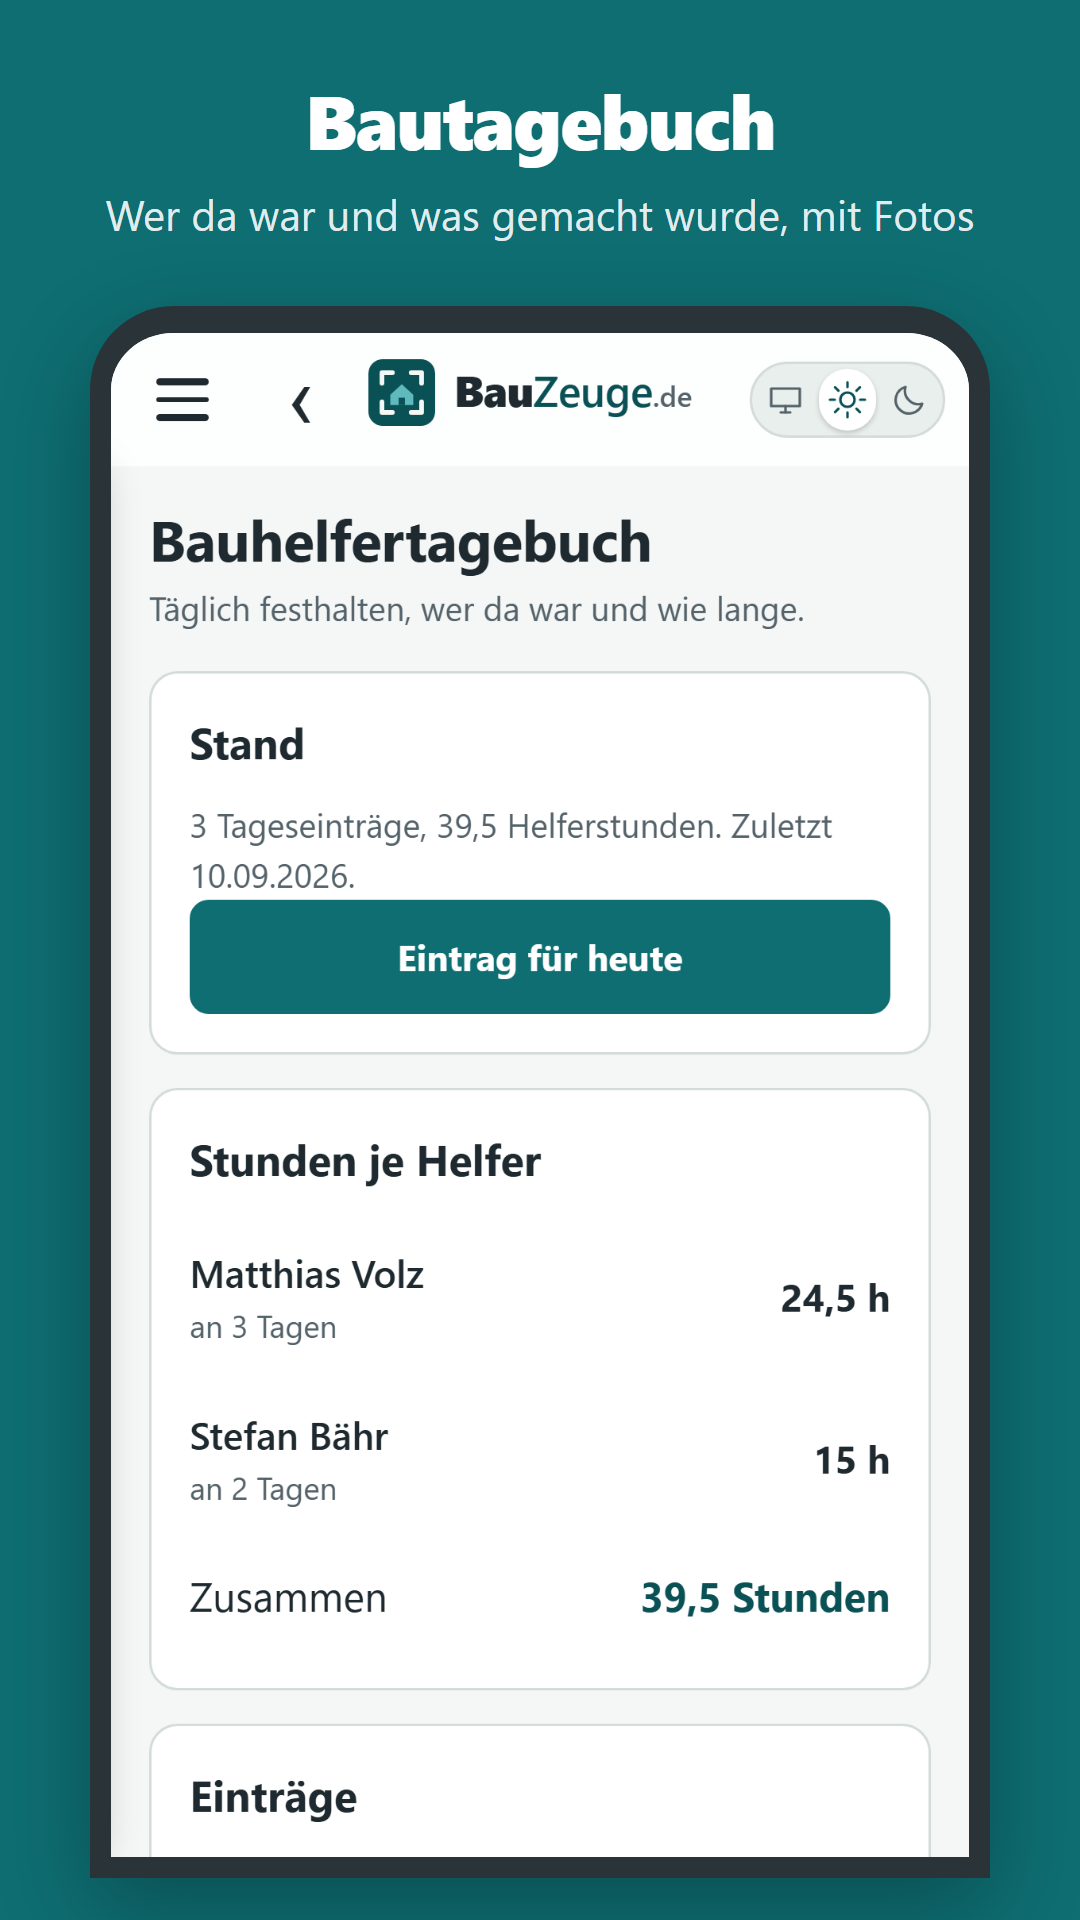 Bautagebuch
Wer da war und was gemacht wurde, mit Fotos
BauZeuge.de
Bauhelfertagebuch
Täglich festhalten, wer da war und wie lange.
Stand
3 Tageseinträge, 39,5 Helferstunden. Zuletzt
10.09.2026.
Eintrag für heute
Stunden je Helfer
Matthias Volz
an 3 Tagen
24,5 h
Stefan Bähr
an 2 Tagen
15 h
Zusammen
39,5 Stunden
Einträge